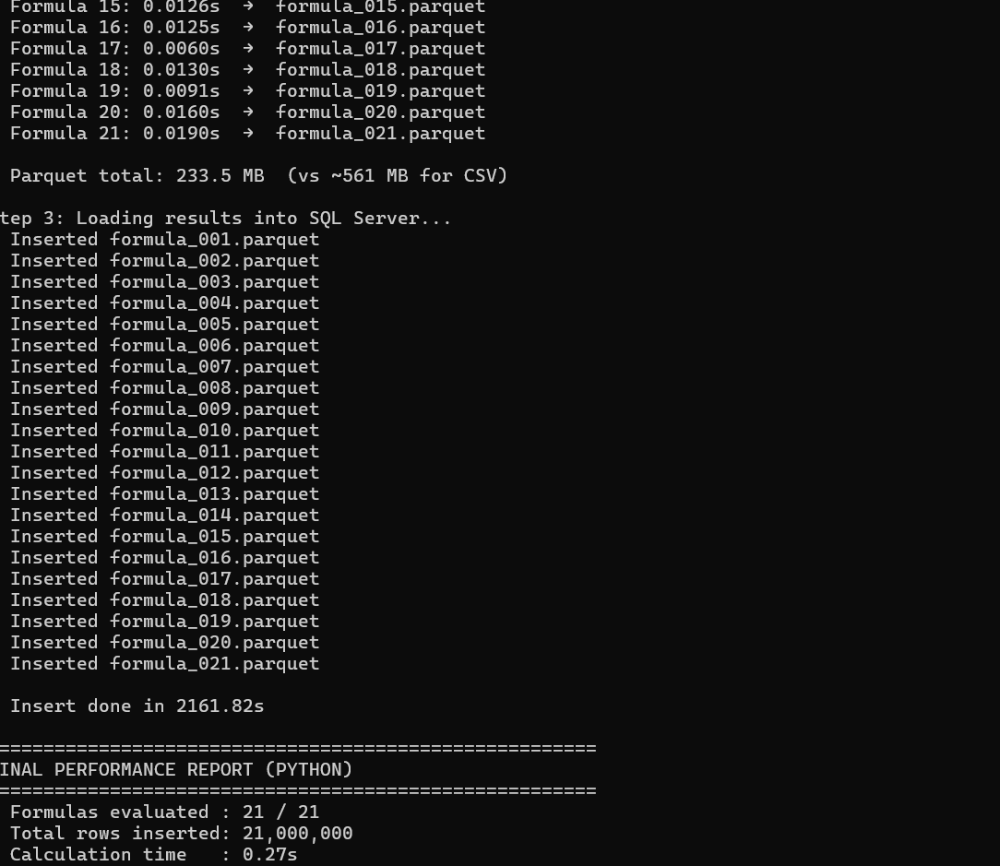 Formula 15: 0.0126s → formula_015.parquet
Formula 16: 0.0125s → formula_016.parquet
Formula 17: 0.0060s → formula_017.parquet
Formula 18: 0.0130s → formula_018.parquet
Formula 19: 0.0091s → formula_019.parquet
Formula 20: 0.0160s → formula_020.parquet
Formula 21: 0.0190s → formula_021.parquet
Parquet total: 233.5 MB (vs ~561 MB for CSV)
tep 3: Loading results into SQL Server...
Inserted formula_001.parquet
Inserted formula_002.parquet
Inserted formula_003.parquet
Inserted formula_004.parquet
Inserted formula_005.parquet
Inserted formula_006.parquet
Inserted formula_007.parquet
Inserted formula_008.parquet
Inserted formula_009.parquet
Inserted formula_010.parquet
Inserted formula_011.parquet
Inserted formula_012.parquet
Inserted formula_013.parquet
Inserted formula_014.parquet
Inserted formula_015.parquet
Inserted formula_016.parquet
Inserted formula_017.parquet
Inserted formula_018.parquet
Inserted formula_019.parquet
Inserted formula_020.parquet
Inserted formula_021.parquet
Insert done in 2161.82s
======================================================
INAL PERFORMANCE REPORT (PYTHON)
======================================================
Formulas evaluated : 21 / 21
Total rows inserted: 21,000,000
Calculation time   : 0.27s